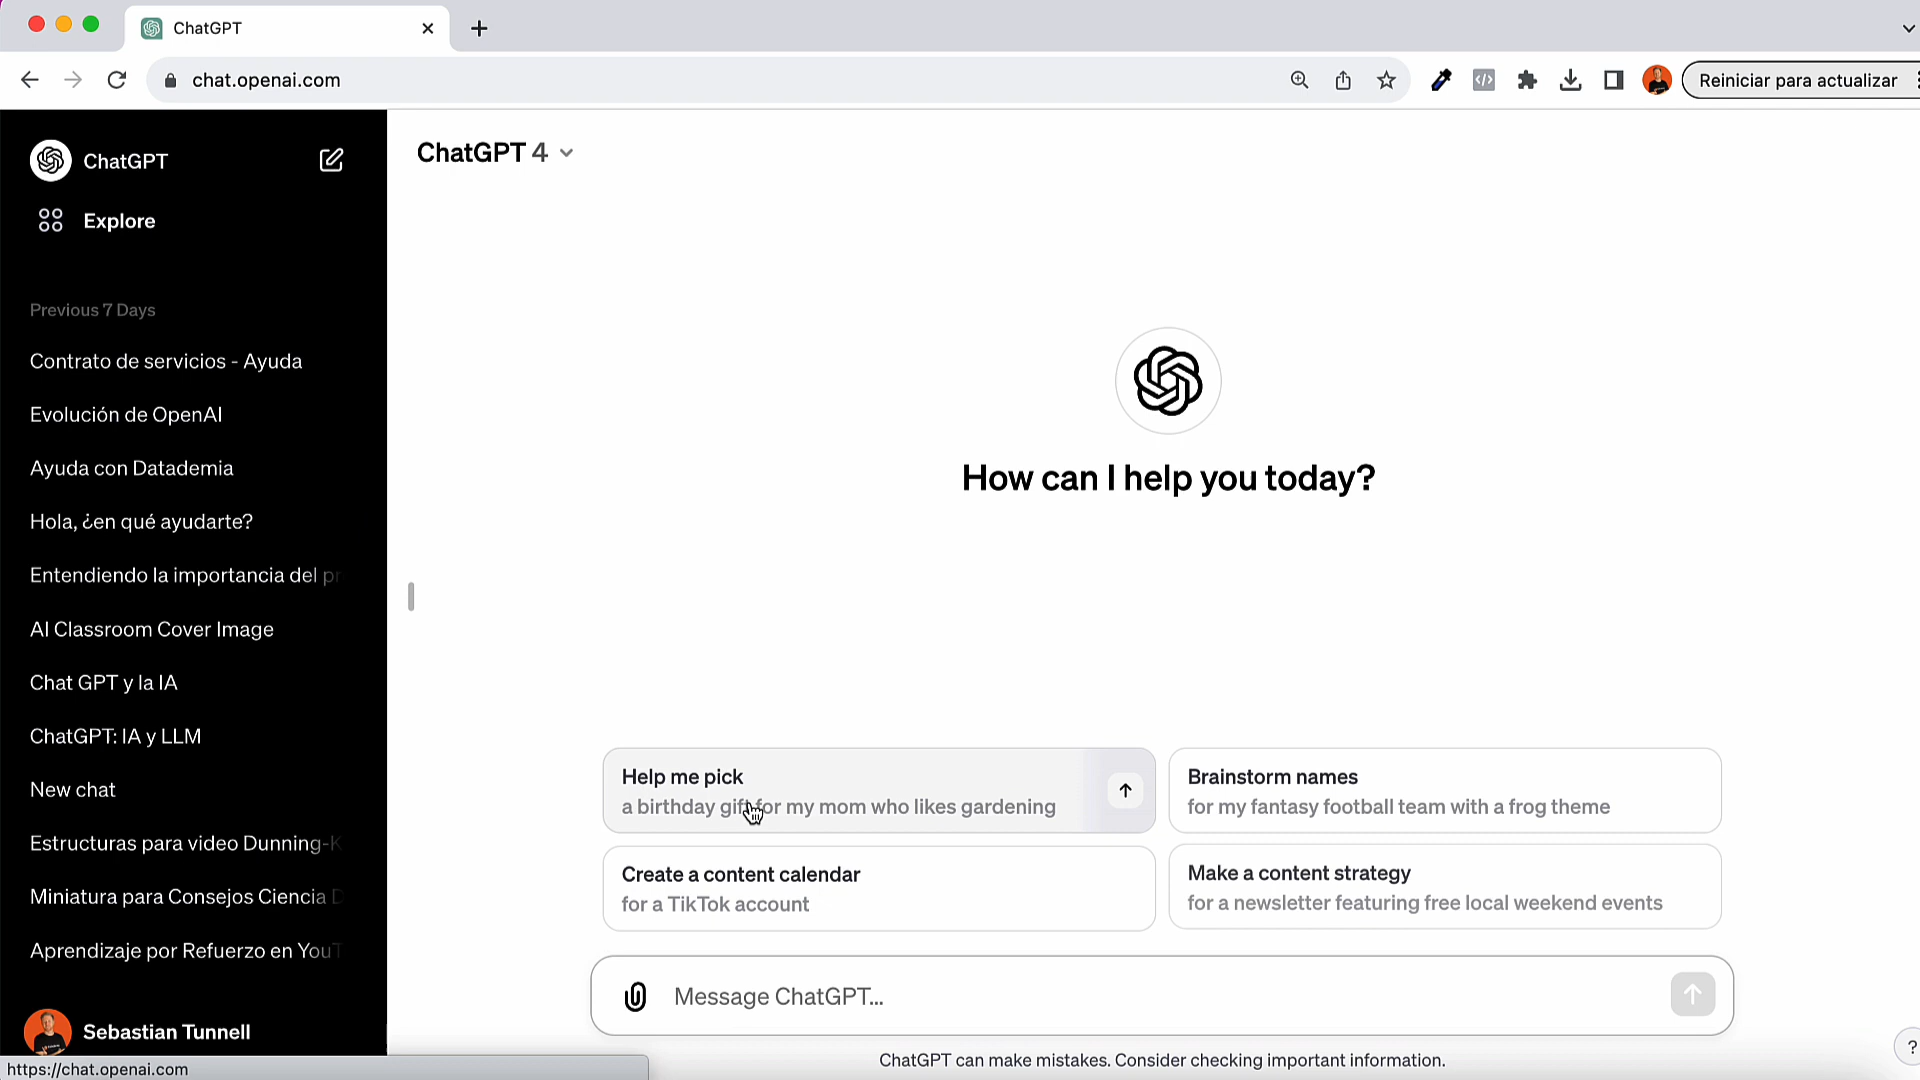 ChatGPT
chat.openai.com
Reiniciar para actualizar
ChatGPT
Explore
Previous 7 Days
Contrato de servicios - Ayuda
Evolución de OpenAI
Ayuda con Datademia
Hola, ¿en qué ayudarte?
Entendiendo la importancia del pr
AI Classroom Cover Image
Chat GPT y la IA
ChatGPT: IA y LLM
New chat
Estructuras para video Dunning-K
Miniatura para Consejos Ciencia D
Aprendizaje por Refuerzo en YouT
Sebastian Tunnell
https://chat.openai.com
ChatGPT 4
How can I help you today?
Help me pick
a birthday gift for my mom who likes gardening
Brainstorm names
for my fantasy football team with a frog theme
Create a content calendar
for a TikTok account
Make a content strategy
for a newsletter featuring free local weekend events
Message ChatGPT...
ChatGPT can make mistakes. Consider checking important information.
?